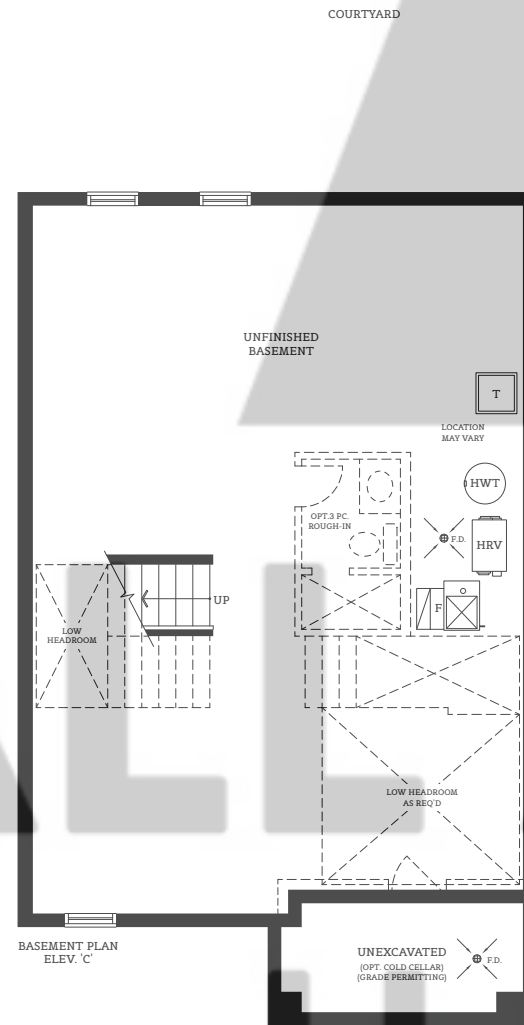 COURTYARD
UNFINISHED
BASEMENT
T
LOCATION
MAY VARY
HWT
OPT.3 PC.
ROUGH-IN
F.D.
HRV
UP
F
LOW
HEADROOM
LOW HEADROOM
AS REQ'D
BASEMENT PLAN
ELEV. 'C'
UNEXCAVATED
(OPT. COLD CELLAR)
(GRADE PERMITTING)
F.D.